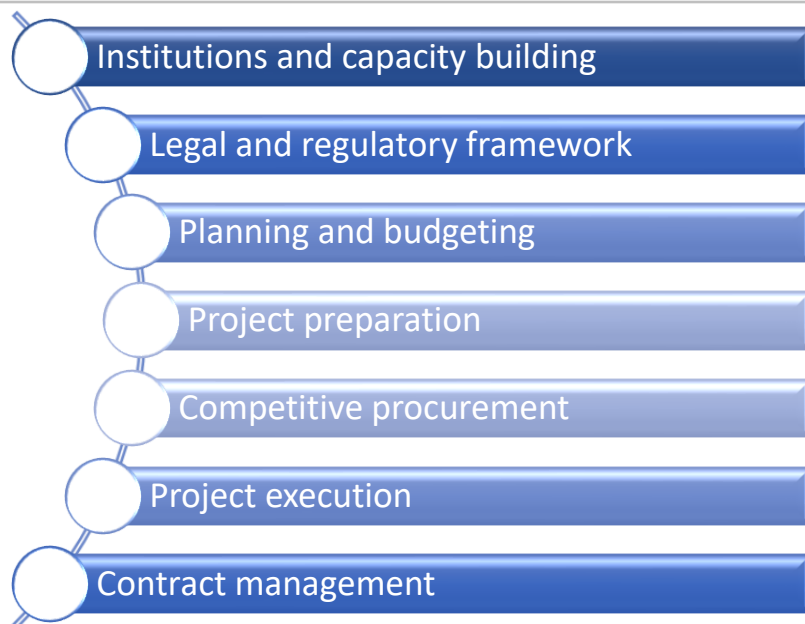 Institutions and capacity building
Legal and regulatory framework
Planning and budgeting
Project preparation
Competitive procurement
Project execution
Contract management